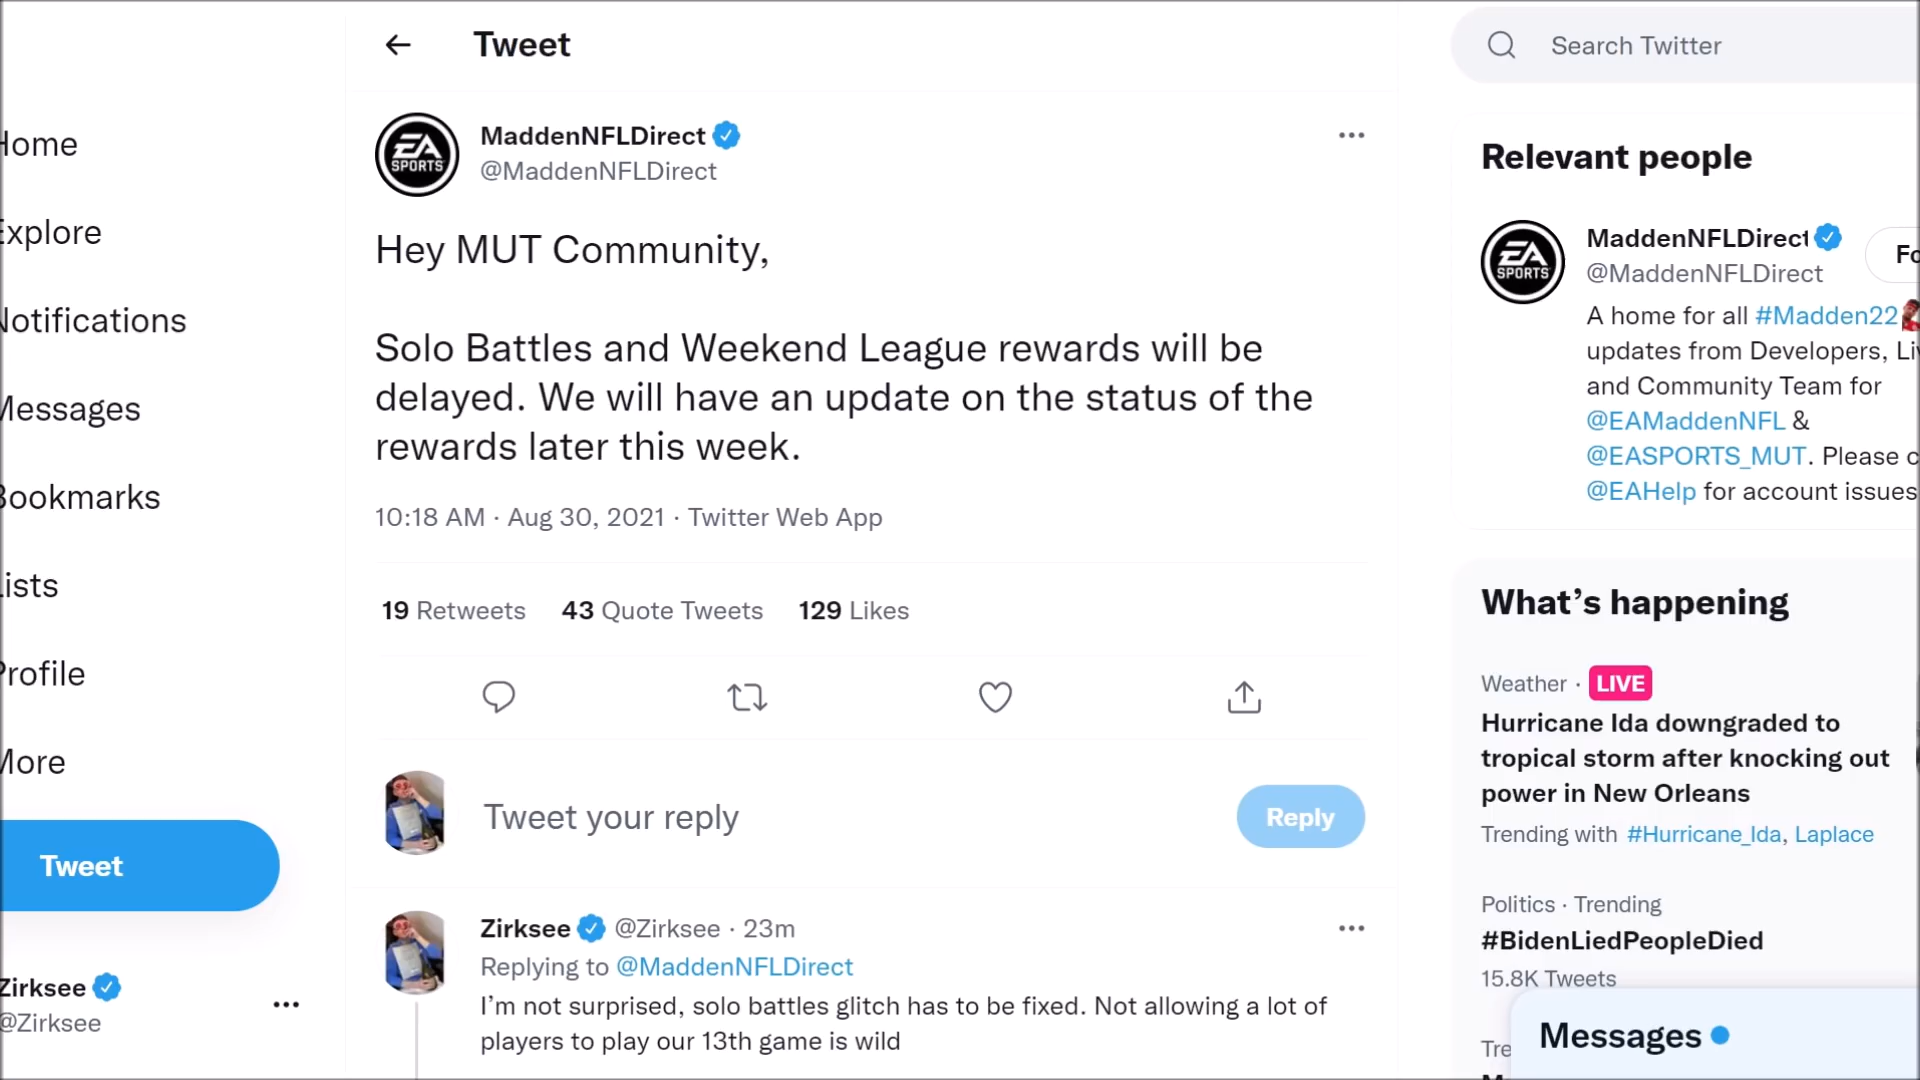 Tweet
Search Twitter
Home
Explore
Notifications
Messages
Bookmarks
Lists
Profile
More
Tweet
Zirksee
@Zirksee
EA
SPORTS
MaddenNFLDirect
@MaddenNFLDirect
Hey MUT Community,
Solo Battles and Weekend League rewards will be
delayed. We will have an update on the status of the
rewards later this week.
10:18 AM · Aug 30, 2021 · Twitter Web App
19 Retweets 43 Quote Tweets 129 Likes
Tweet your reply
Reply
Zirksee @Zirksee · 23m
Replying to @MaddenNFLDirect
I’m not surprised, solo battles glitch has to be fixed. Not allowing a lot of
players to play our 13th game is wild
Relevant people
EA
SPORTS
MaddenNFLDirect
@MaddenNFLDirect
Fo
A home for all #Madden22
updates from Developers, Liv
and Community Team for
@EAMaddenNFL &
@EASPORTS_MUT. Please c
@EAHelp for account issues
What’s happening
Weather · LIVE
Hurricane Ida downgraded to
tropical storm after knocking out
power in New Orleans
Trending with #Hurricane_Ida, Laplace
Politics · Trending
#BidenLiedPeopleDied
15.8K Tweets
Tre
Messages